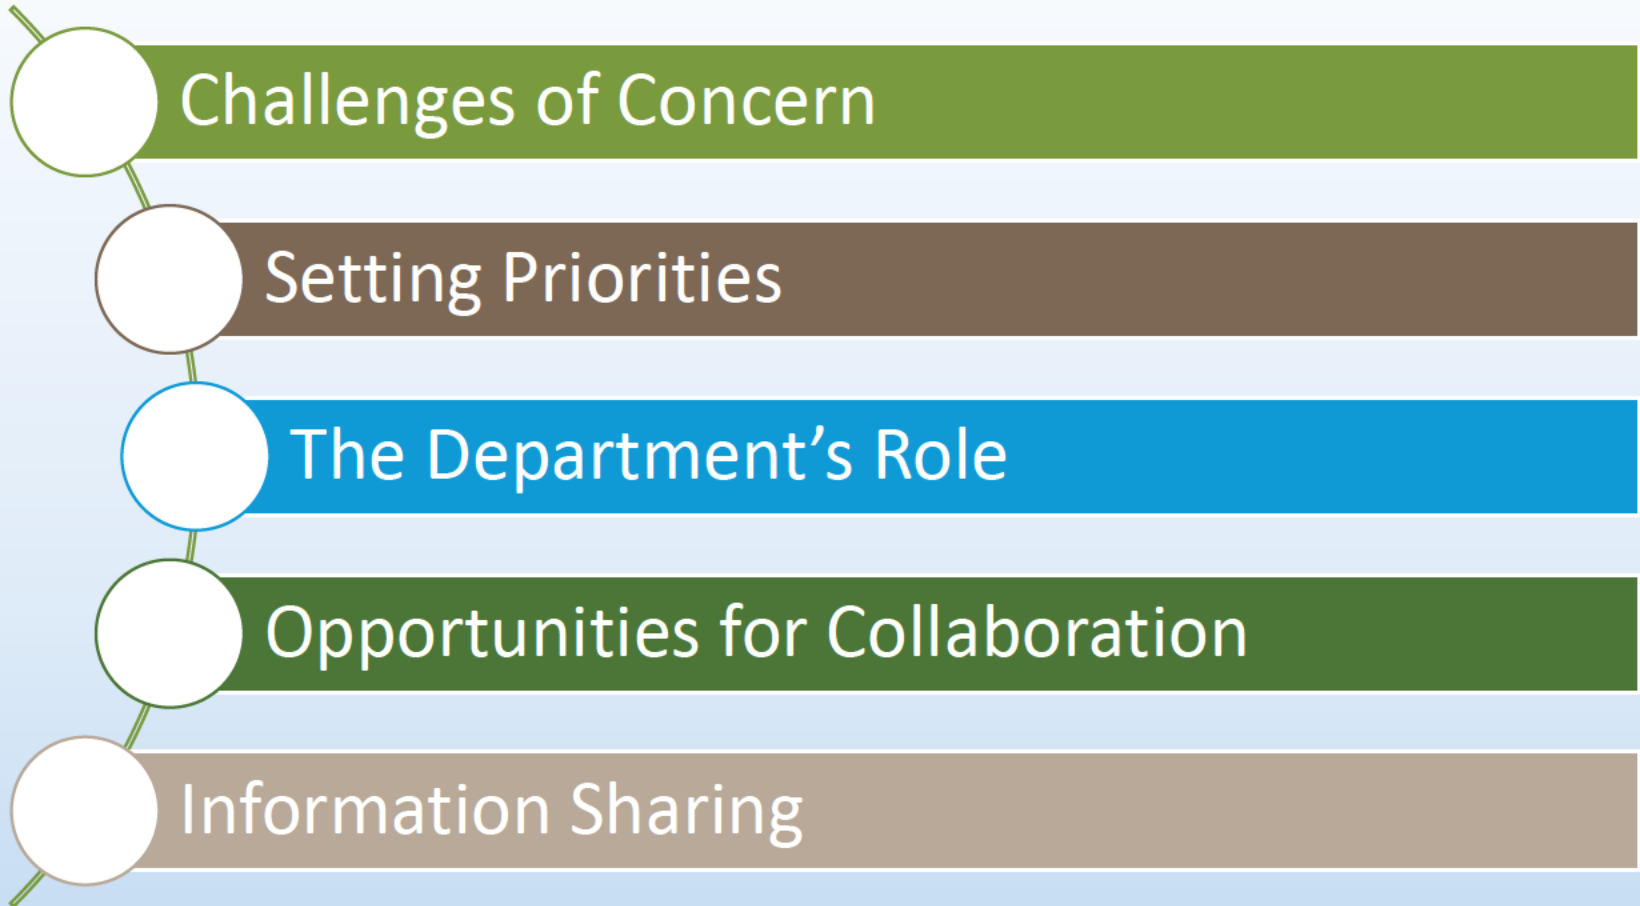 Challenges of Concern
Setting Priorities
The Department’s Role
Opportunities for Collaboration
Information Sharing